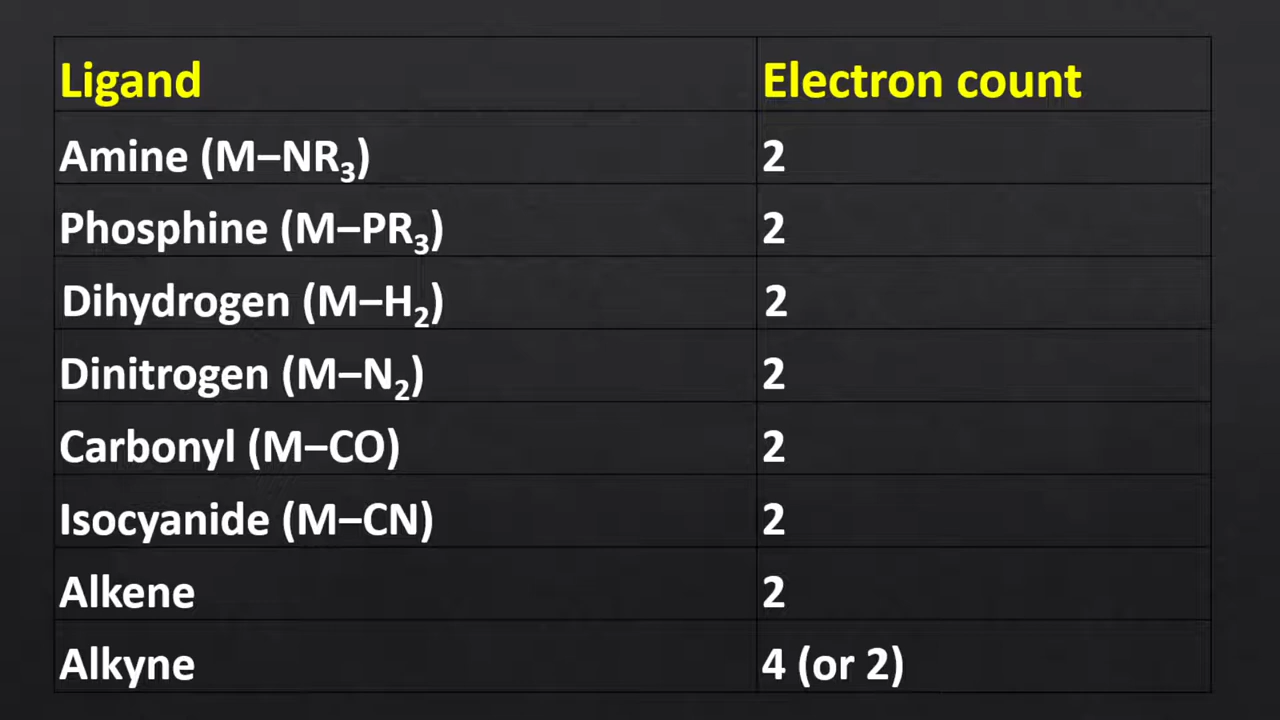 Ligand Electron count
Amine (M–NR₃) 2
Phosphine (M–PR₃) 2
Dihydrogen (M–H₂) 2
Dinitrogen (M–N₂) 2
Carbonyl (M–CO) 2
Isocyanide (M–CN) 2
Alkene 2
Alkyne 4 (or 2)